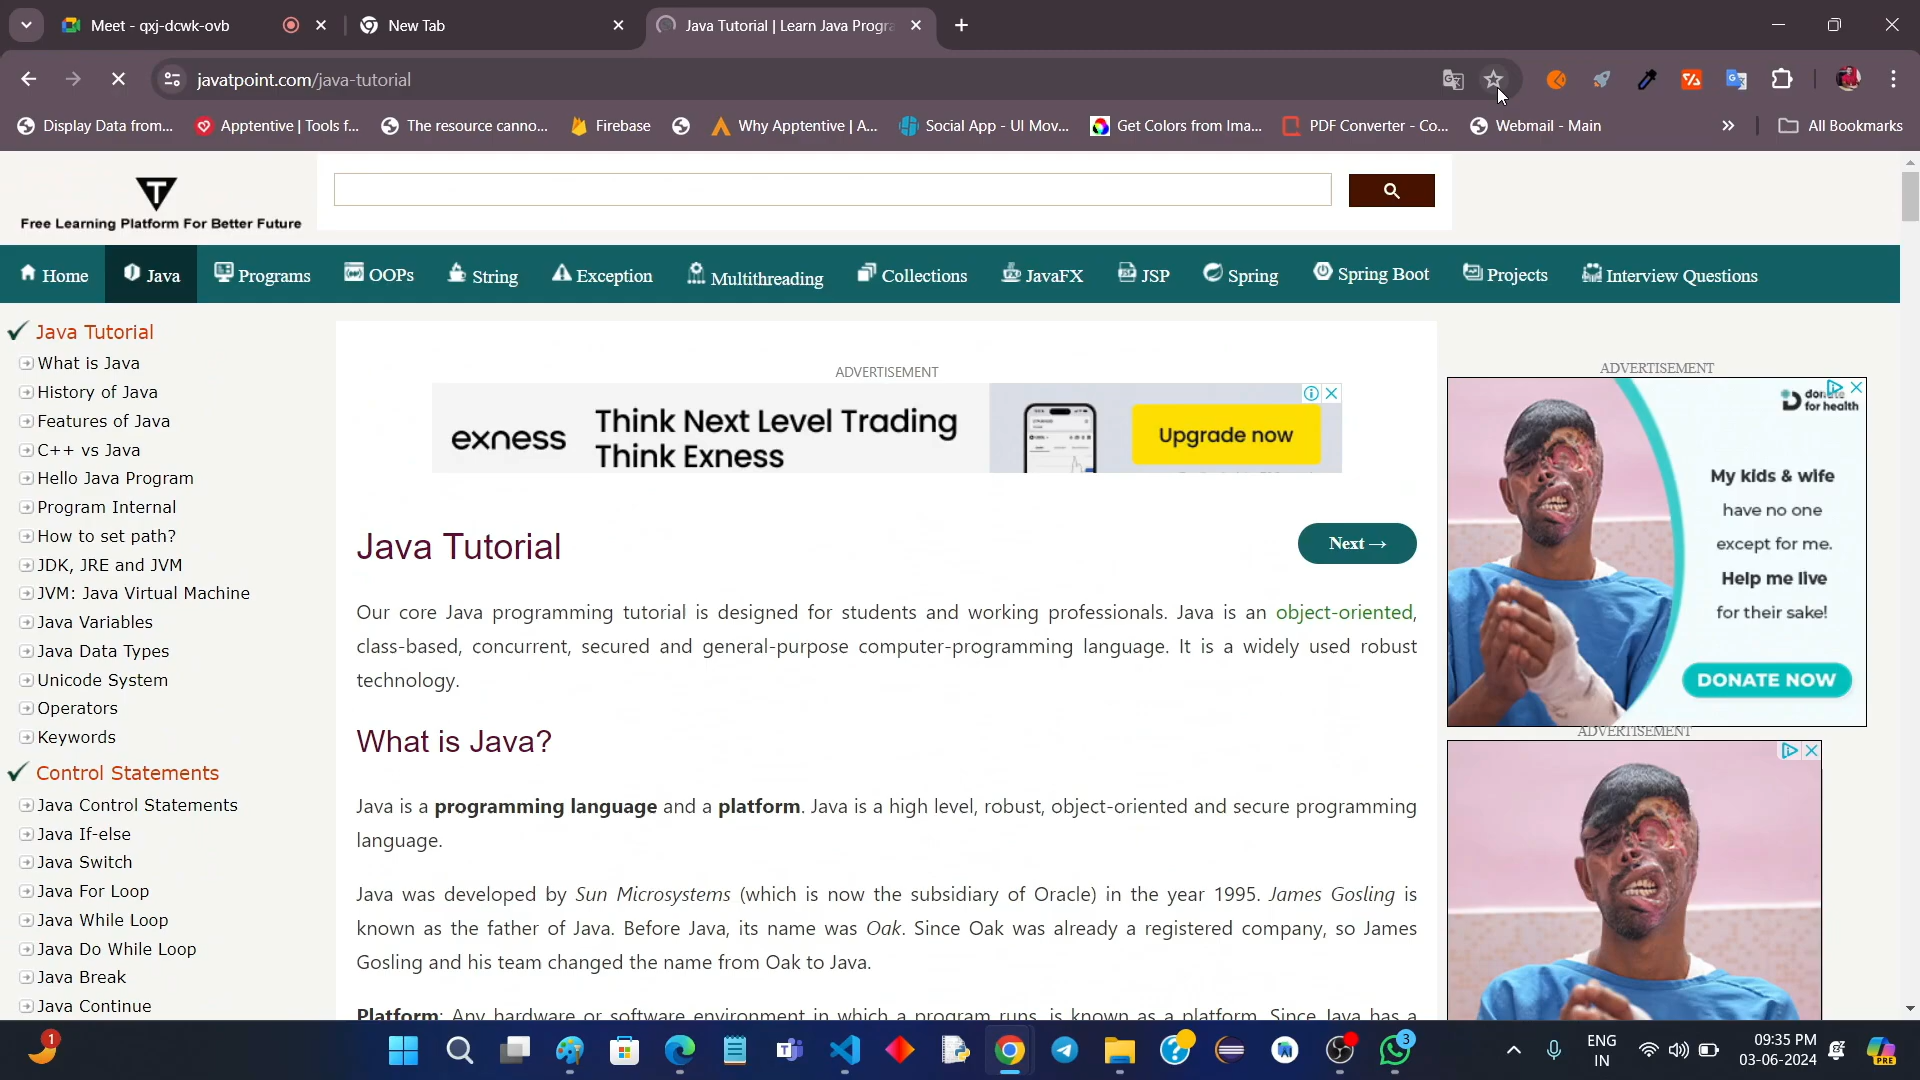 Meet - qxj-dcwk-ovb
New Tab
Java Tutorial | Learn Java Progra
javatpoint.com/java-tutorial
Display Data from...
Apptentive | Tools f...
The resource canno...
Firebase
Why Apptentive | A...
Social App - UI Mov...
Get Colors from Ima...
PDF Converter - Co...
Webmail - Main
All Bookmarks
T
Free Learning Platform For Better Future
Home
Java
Programs
OOPs
String
Exception
Multithreading
Collections
JavaFX
JSP
Spring
Spring Boot
Projects
Interview Questions
Java Tutorial
What is Java
History of Java
Features of Java
C++ vs Java
Hello Java Program
Program Internal
How to set path?
JDK, JRE and JVM
JVM: Java Virtual Machine
Java Variables
Java Data Types
Unicode System
Operators
Keywords
Control Statements
Java Control Statements
Java If-else
Java Switch
Java For Loop
Java While Loop
Java Do While Loop
Java Break
Java Continue
ADVERTISEMENT
exness
Think Next Level Trading
Think Exness
Upgrade now
Java Tutorial
Next →
Our core Java programming tutorial is designed for students and working professionals. Java is an object-oriented,
class-based, concurrent, secured and general-purpose computer-programming language. It is a widely used robust
technology.
What is Java?
Java is a programming language and a platform. Java is a high level, robust, object-oriented and secure programming
language.
Java was developed by Sun Microsystems (which is now the subsidiary of Oracle) in the year 1995. James Gosling is
known as the father of Java. Before Java, its name was Oak. Since Oak was already a registered company, so James
Gosling and his team changed the name from Oak to Java.
Platform: Any hardware or software environment in which a program runs, is known as a platform. Since Java has a
ADVERTISEMENT
donate
for health
My kids & wife
have no one
except for me.
Help me live
for their sake!
DONATE NOW
ADVERTISEMENT
1
3
ENG
IN
09:35 PM
03-06-2024
PRE